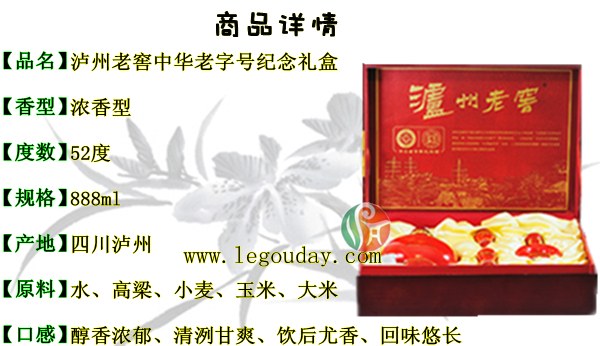 商品详情
【品名】泸州老窖中华老字号纪念礼盒
【香型】浓香型
【度数】52度
【规格】888ml
【产地】四川泸州
【原料】水、高梁、小麦、玉米、大米
【口感】醇香浓郁、清洌甘爽、饮后尤香、回味悠长
瀘州老窖
www.legouday.com